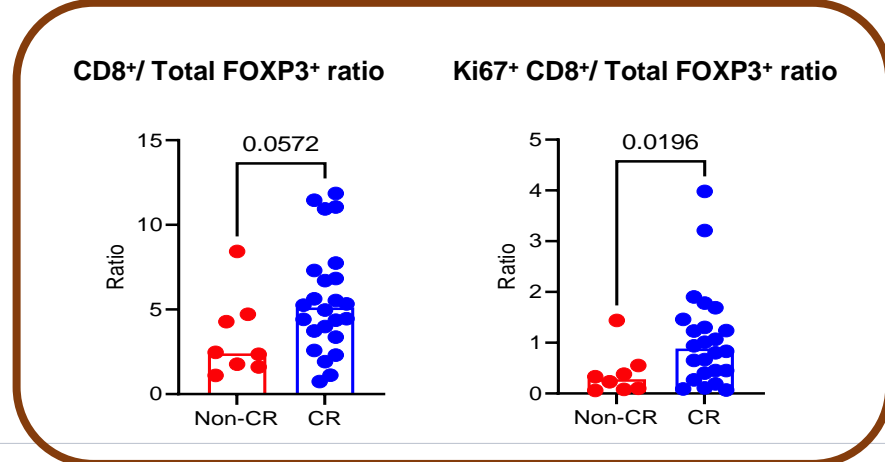 CD8⁺/ Total FOXP3⁺ ratio
Ki67⁺ CD8⁺/ Total FOXP3⁺ ratio
0.0572
15
10
5
0
Ratio
Non-CR
CR
0.0196
5
4
3
2
1
0
Ratio
Non-CR
CR